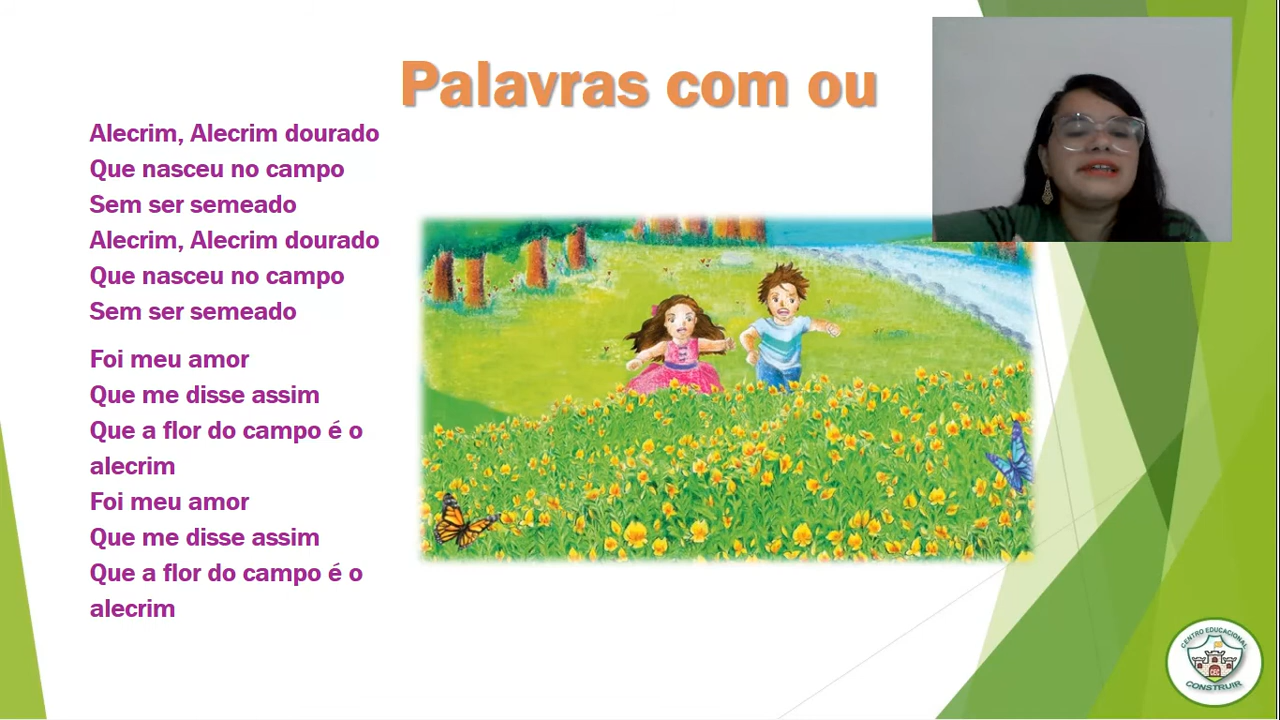 Palavras com ou
Alecrim, Alecrim dourado
Que nasceu no campo
Sem ser semeado
Alecrim, Alecrim dourado
Que nasceu no campo
Sem ser semeado
Foi meu amor
Que me disse assim
Que a flor do campo é o
alecrim
Foi meu amor
Que me disse assim
Que a flor do campo é o
alecrim
CENTRO EDUCACIONAL
CEC
CONSTRUIR